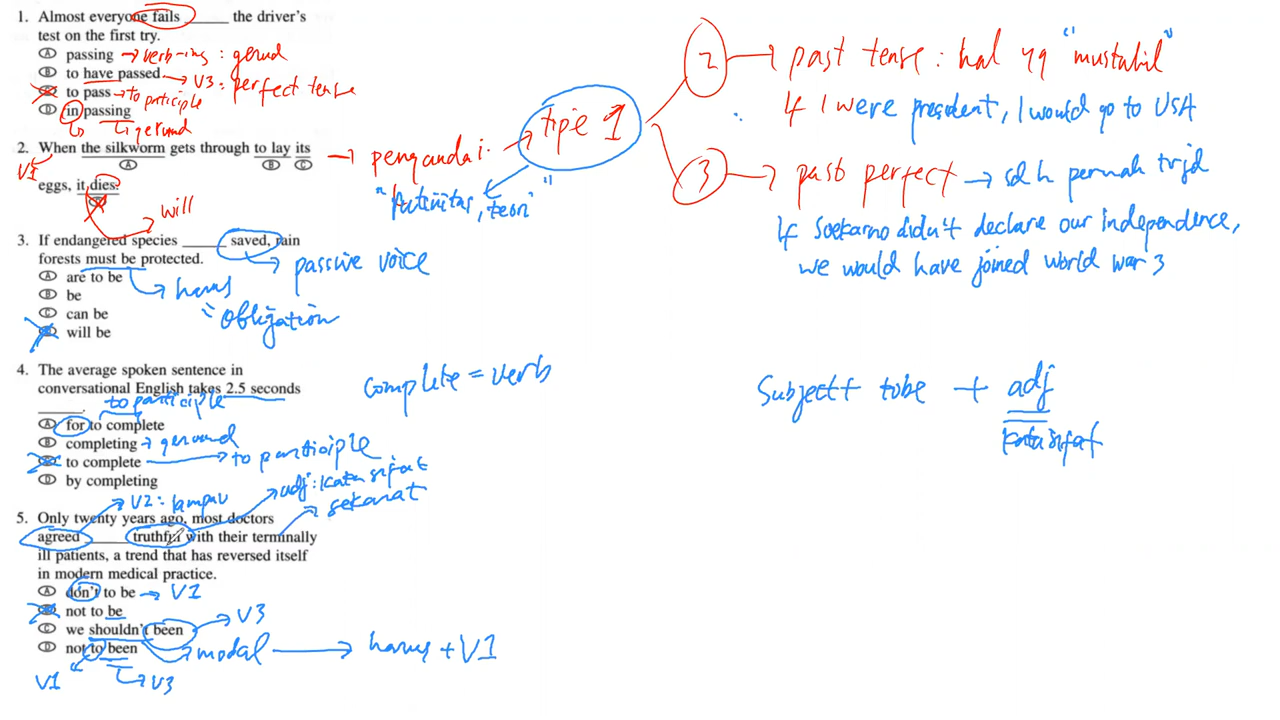 1. Almost everyone fails ______ the driver's
test on the first try.
Ⓐ passing → verb-ing : gerund
Ⓑ to have passed → V3 : perfect tense
Ⓒ to pass → to participle
Ⓓ in passing
↳ gerund
2. When the silkworm gets through to lay its
Ⓐ Ⓑ Ⓒ
eggs, it dies.
V1
will
→ pengandai.
"Aktivitas, teori"
tipe 1
2 → past tense : hal yg "mustahil"
If I were president, I would go to USA
3 → past perfect → sdh pernah trjd
If Soekarno didn't declare our independence,
we would have joined world war 3
3. If endangered species ______ saved, rain
forests must be protected.
→ passive voice
Ⓐ are to be
Ⓑ be
Ⓒ can be
Ⓓ will be
→ harus
= obligation
4. The average spoken sentence in
conversational English takes 2.5 seconds
______.
to participle
Ⓐ for to complete
Ⓑ completing → gerund
Ⓒ to complete → to participle
Ⓓ by completing
complete = verb
Subject + tobe + adj
kata sifat
→ V2 : lampau
→ adj : kata sifat
→ sekarat
5. Only twenty years ago, most doctors
agreed ______ truthful with their terminally
ill patients, a trend that has reversed itself
in modern medical practice.
Ⓐ don't to be → V1
Ⓑ not to be
Ⓒ we shouldn't been → V3
Ⓓ not to been
→ modal → harus + V1
V1 → V3